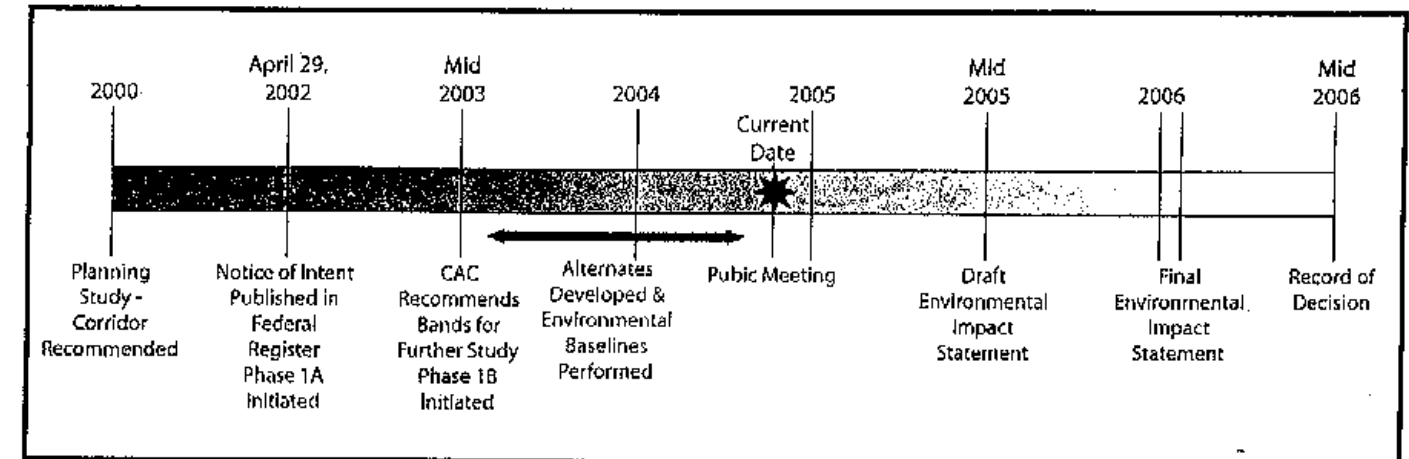 2000
April 29,
2002
Mid
2003
2004
2005
Mid
2005
2006
Mid
2006
Current
Date
Planning
Study -
Corridor
Recommended
Notice of Intent
Published in
Federal
Register
Phase 1A
Initiated
CAC
Recommends
Bands for
Further Study
Phase 1B
Initiated
Alternates
Developed &
Environmental
Baselines
Performed
Pubic Meeting
Draft
Environmental
Impact
Statement
Final
Environmental
Impact
Statement
Record of
Decision